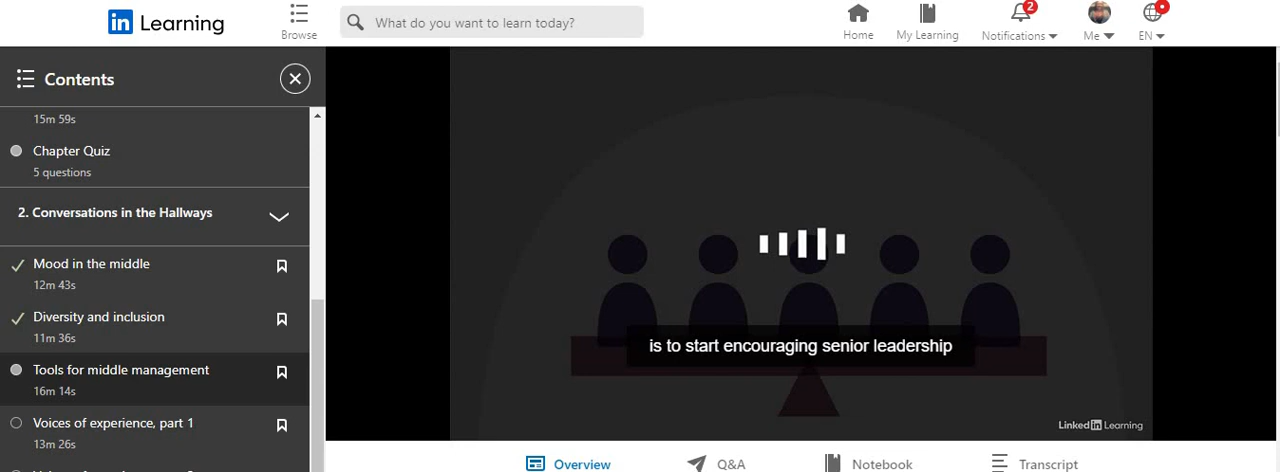 in Learning
Browse
What do you want to learn today?
Home
My Learning
2
Notifications
Me
EN
Contents
15m 59s
Chapter Quiz
5 questions
2. Conversations in the Hallways
Mood in the middle
12m 43s
Diversity and inclusion
11m 36s
Tools for middle management
16m 14s
Voices of experience, part 1
13m 26s
is to start encouraging senior leadership
Linked in Learning
Overview
Q&A
Notebook
Transcript